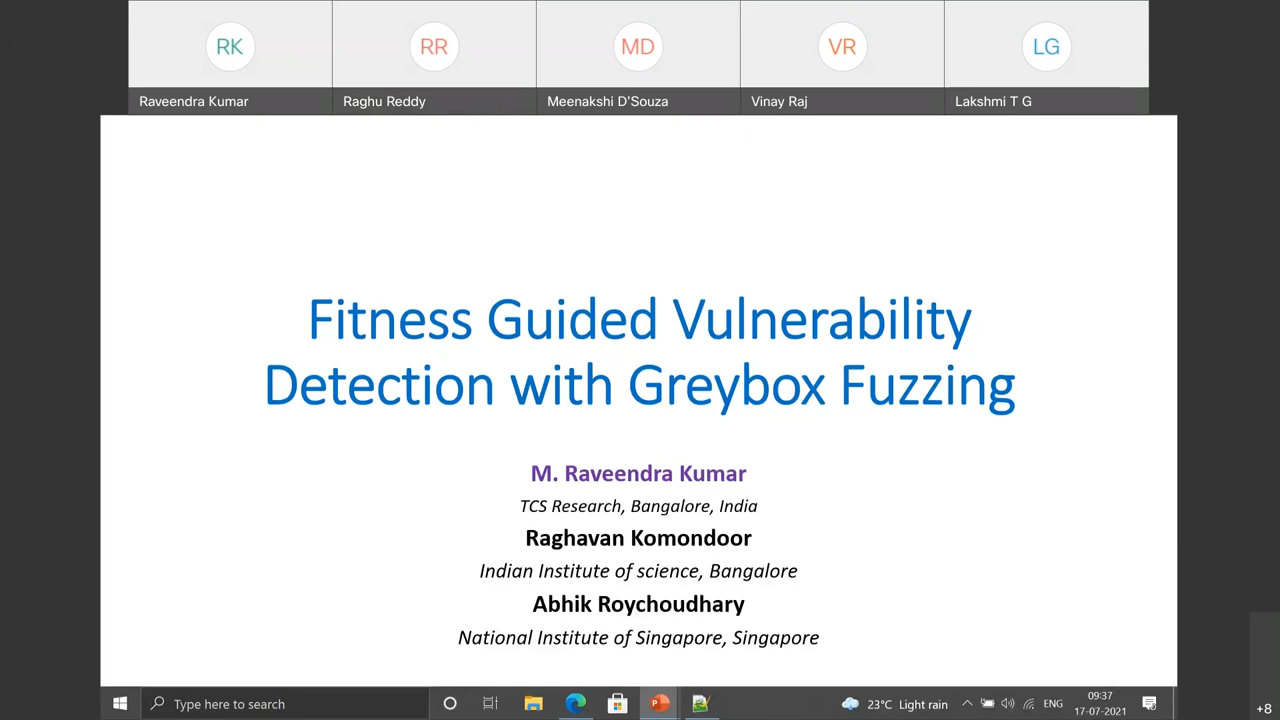 RK
RR
MD
VR
LG
Raveendra Kumar
Raghu Reddy
Meenakshi D'Souza
Vinay Raj
Lakshmi T G
Fitness Guided Vulnerability
Detection with Greybox Fuzzing
M. Raveendra Kumar
TCS Research, Bangalore, India
Raghavan Komondoor
Indian Institute of science, Bangalore
Abhik Roychoudhary
National Institute of Singapore, Singapore
Type here to search
23°C Light rain
ENG
09:37
17-07-2021
+8